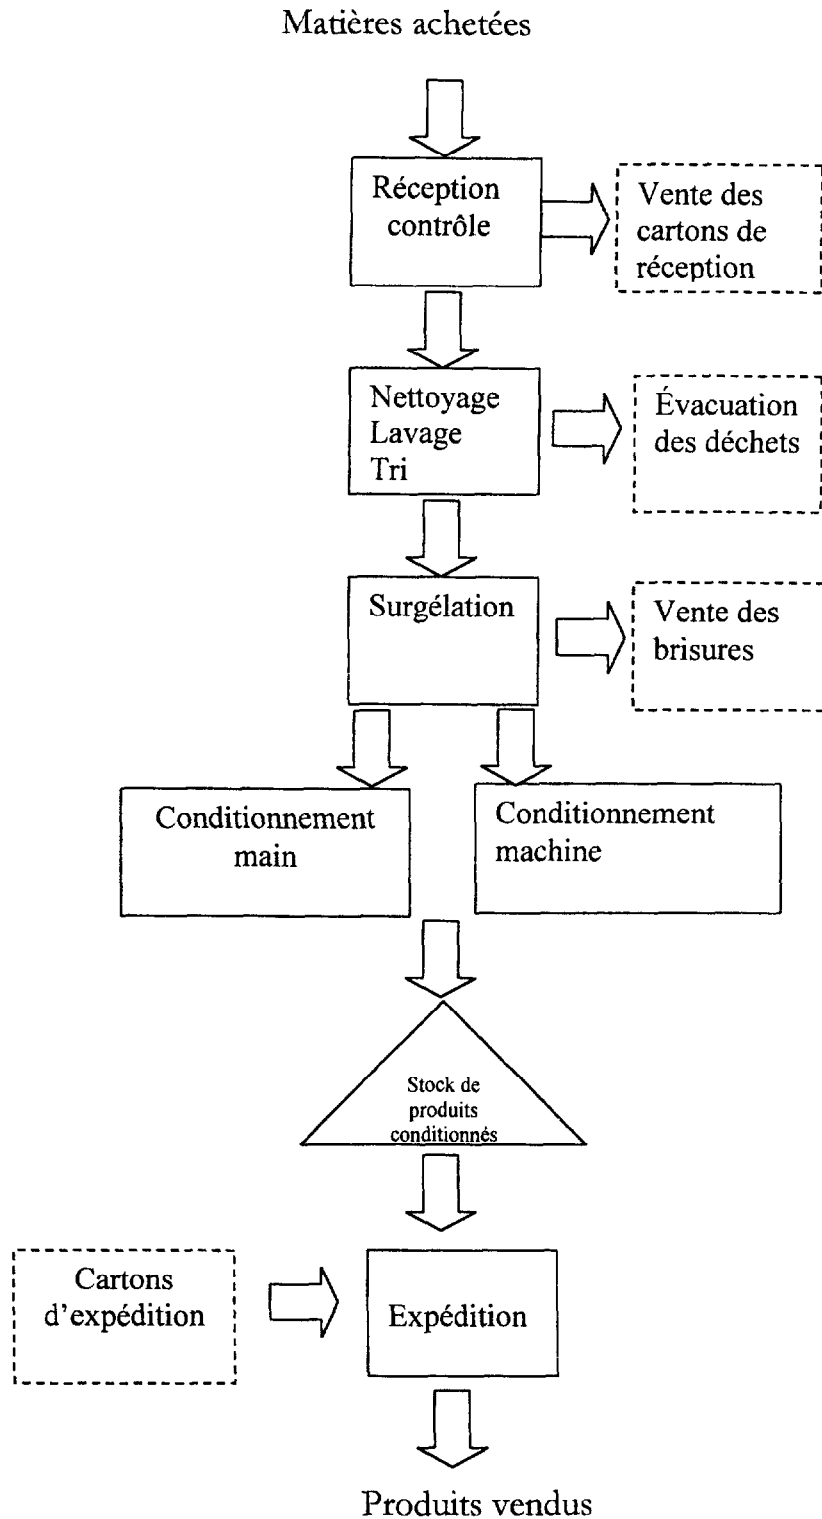 Matières achetées
Réception
contrôle
Vente des
cartons de
réception
Nettoyage
Lavage
Tri
Évacuation
des déchets
Surgélation
Vente des
brisures
Conditionnement
main
Conditionnement
machine
Stock de
produits
conditionnés
Cartons
d'expédition
Expédition
Produits vendus